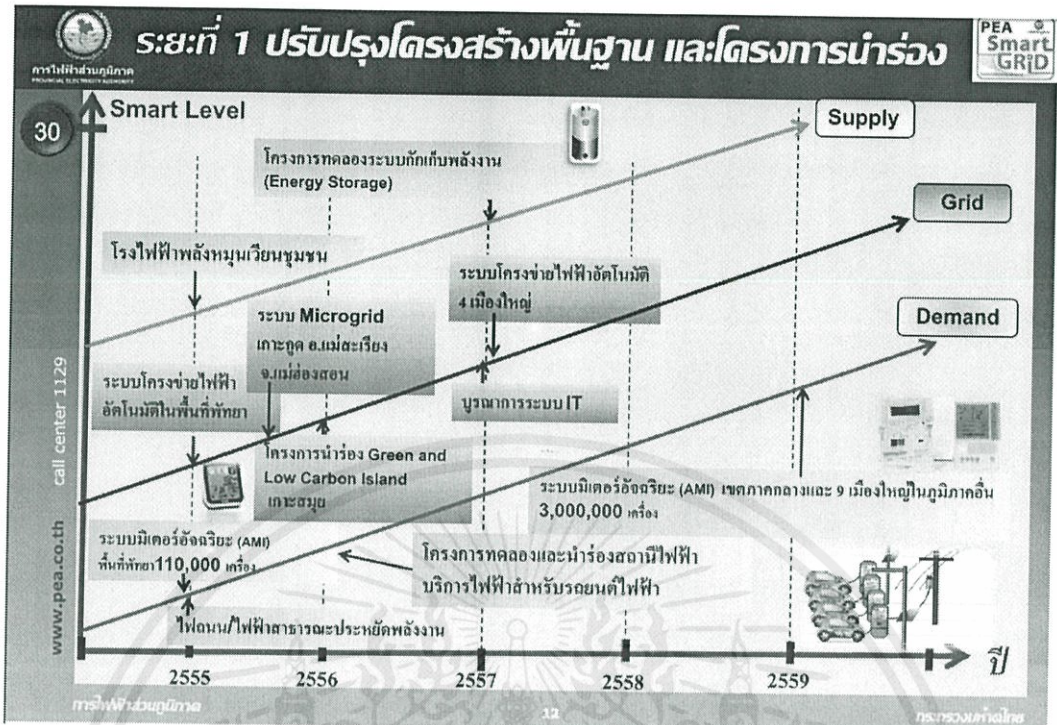 ระยะที่ 1 ปรับปรุงโครงสร้างพื้นฐาน และโครงการนำร่อง
การไฟฟ้าส่วนภูมิภาค
PROVINCIAL ELECTRICITY AUTHORITY
PEA
Smart
GRiD
30
Smart Level
Supply
โครงการทดลองระบบกักเก็บพลังงาน
(Energy Storage)
Grid
โรงไฟฟ้าพลังหมุนเวียนชุมชน
ระบบโครงข่ายไฟฟ้าอัตโนมัติ
4 เมืองใหญ่
ระบบ Microgrid
เกาะกูด อ.แม่สะเรียง
จ.แม่ฮ่องสอน
Demand
ระบบโครงข่ายไฟฟ้า
อัตโนมัติในพื้นที่พัทยา
บูรณาการระบบ IT
โครงการนำร่อง Green and
Low Carbon Island
เกาะสมุย
ระบบมิเตอร์อัจฉริยะ (AMI) เขตภาคกลางและ 9 เมืองใหญ่ในภูมิภาคอื่น
3,000,000 เครื่อง
ระบบมิเตอร์อัจฉริยะ (AMI)
พื้นที่พัทยา110,000 เครื่อง
โครงการทดลองและนำร่องสถานีไฟฟ้า
บริการไฟฟ้าสำหรับรถยนต์ไฟฟ้า
ไฟถนน/ไฟฟ้าสาธารณะประหยัดพลังงาน
2555 2556 2557 2558 2559 ปี
www.pea.co.th call center 1129
การไฟฟ้าส่วนภูมิภาค 12 กระทรวงมหาดไทย